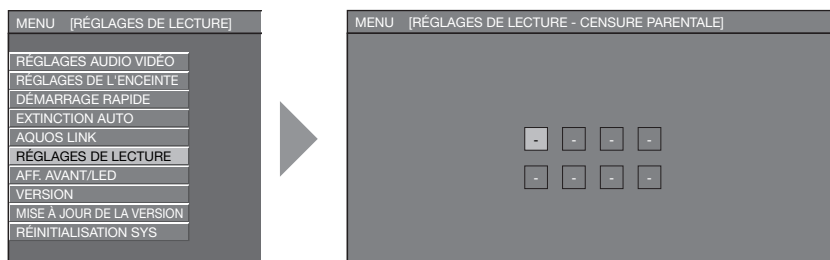 MENU [RÉGLAGES DE LECTURE]
RÉGLAGES AUDIO VIDÉO
RÉGLAGES DE L'ENCEINTE
DÉMARRAGE RAPIDE
EXTINCTION AUTO
AQUOS LINK
RÉGLAGES DE LECTURE
AFF. AVANT/LED
VERSION
MISE À JOUR DE LA VERSION
RÉINITIALISATION SYS
MENU [RÉGLAGES DE LECTURE - CENSURE PARENTALE]
- - - -
- - - -